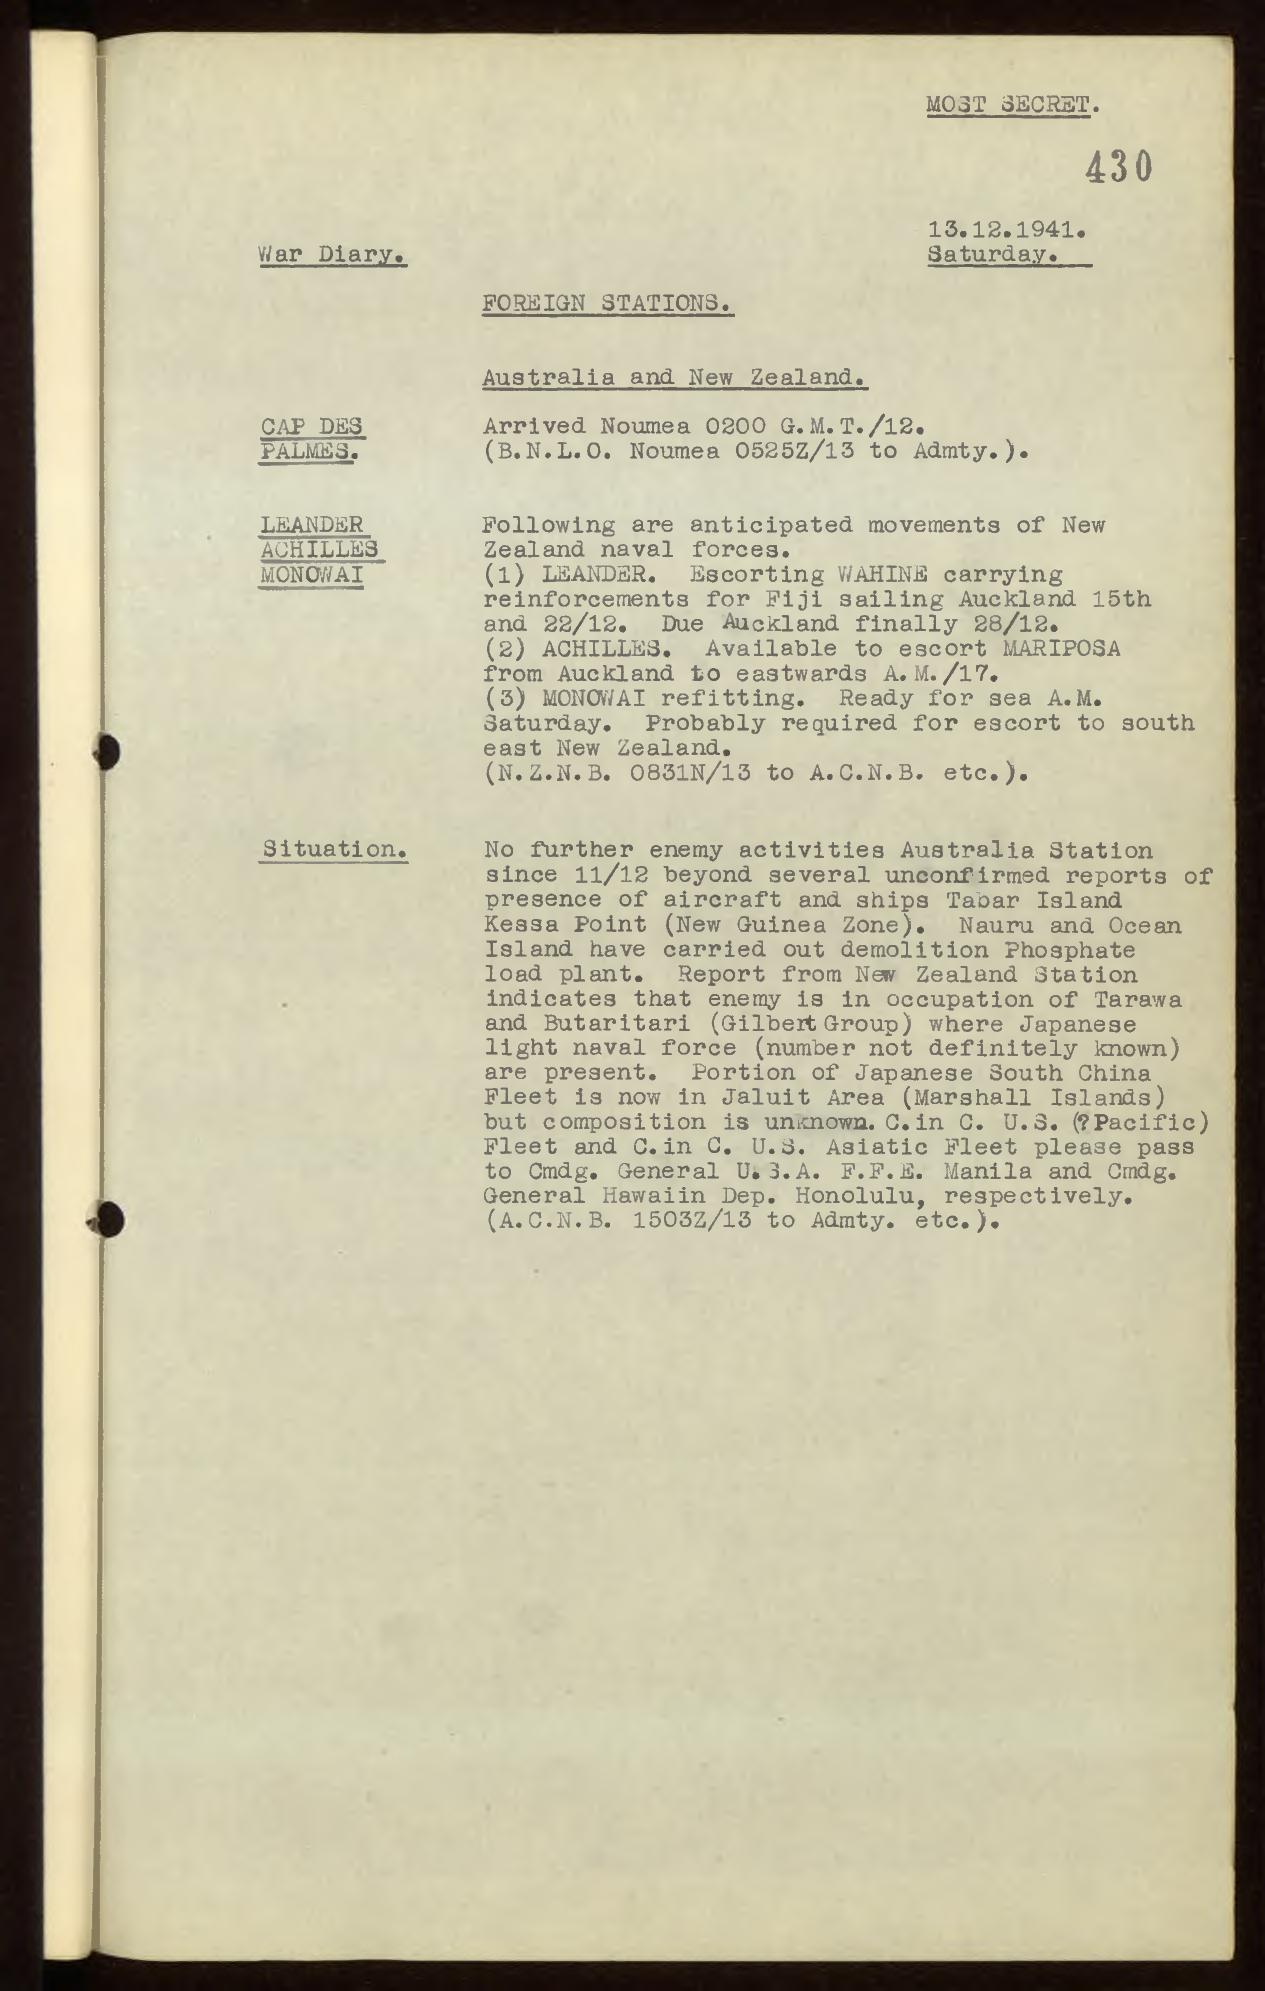 MOST SECRET.
430
13.12.1941.
War Diary.
Saturday.
FOREIGN STATIONS.
Australia and New Zealand.
CAP DES
PALMES.
Arrived Noumea 0200 G.M.T./12.
(B.N.L.O. Noumea 0525Z/13 to Admty.).
LEANDER
ACHILLES
MONOWAI
Following are anticipated movements of New
Zealand naval forces.
(1) LEANDER. Escorting WAHINE carrying
reinforcements for Fiji sailing Auckland 15th
and 22/12. Due Auckland finally 28/12.
(2) ACHILLES. Available to escort MARIPOSA
from Auckland to eastwards A.M./17.
(3) MONOWAI refitting. Ready for sea A.M.
Saturday. Probably required for escort to south
east New Zealand.
(N.Z.N.B. 0831N/13 to A.C.N.B. etc.).
Situation.
No further enemy activities Australia Station
since 11/12 beyond several unconfirmed reports of
presence of aircraft and ships Tabar Island
Kessa Point (New Guinea Zone). Nauru and Ocean
Island have carried out demolition Phosphate
load plant. Report from New Zealand Station
indicates that enemy is in occupation of Tarawa
and Butaritari (Gilbert Group) where Japanese
light naval force (number not definitely known)
are present. Portion of Japanese South China
Fleet is now in Jaluit Area (Marshall Islands)
but composition is unknown. C.in C. U.S. (?Pacific)
Fleet and C.in C. U.S. Asiatic Fleet please pass
to Cmdg. General U.S.A. F.F.E. Manila and Cmdg.
General Hawaiin Dep. Honolulu, respectively.
(A.C.N.B. 1503Z/13 to Admty. etc.).